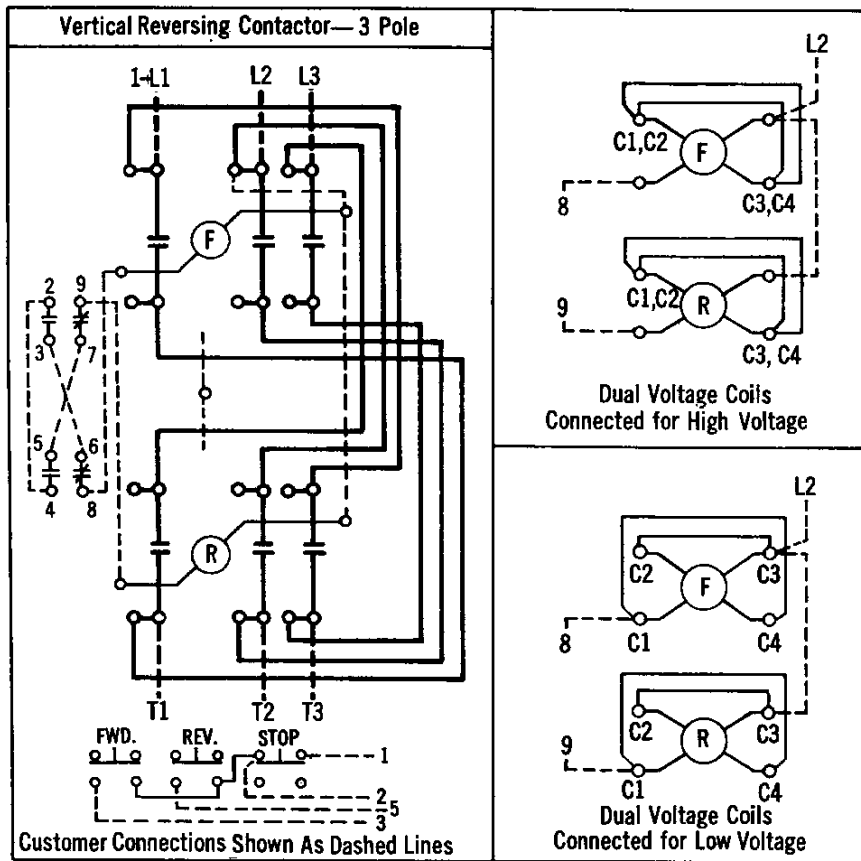 Vertical Reversing Contactor— 3 Pole
1-L1 L2 L3
F
2 9
3 7
5 6
4 8
R
T1 T2 T3
FWD. REV. STOP
1
2
5
3
Customer Connections Shown As Dashed Lines
L2
C1,C2
F
8
C3,C4
C1,C2
R
9
C3, C4
Dual Voltage Coils
Connected for High Voltage
L2
C2 C3
F
8
C1 C4
C2 C3
R
9
C1 C4
Dual Voltage Coils
Connected for Low Voltage